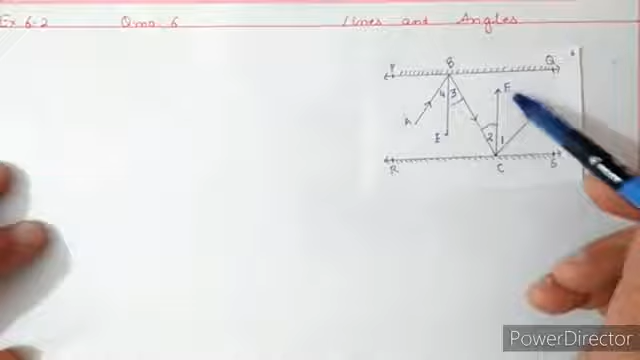 Ex 6.2 Qno 6 Lines and Angles
P B Q
4 3 F
A
E 2 1
R C S
PowerDirector